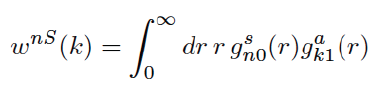 $w^{nS}(k) = \int_0^\infty dr\, r\, g^s_{n0}(r) g^a_{k1}(r)$